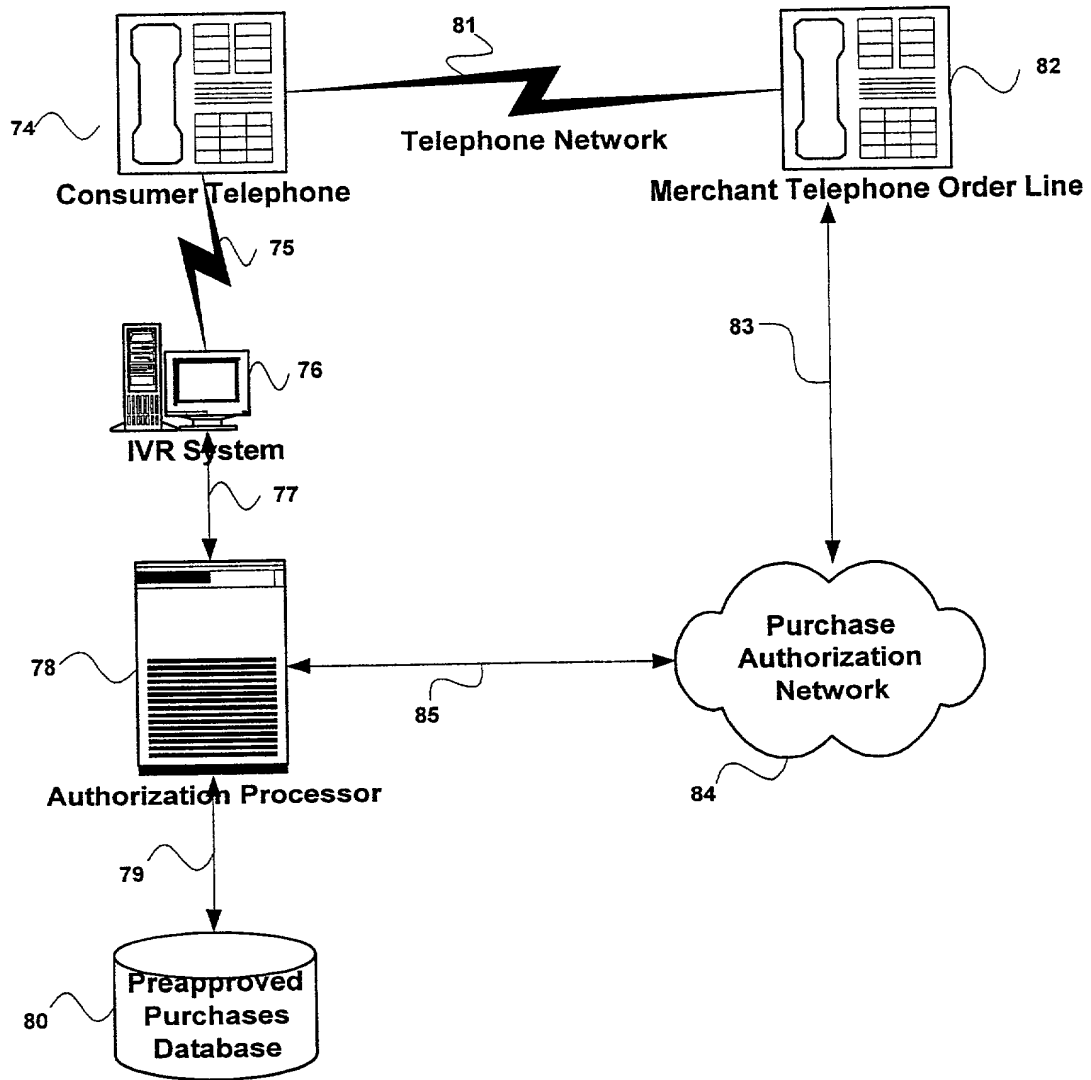 81
82
74
Telephone Network
Consumer Telephone
Merchant Telephone Order Line
75
83
76
IVR System
77
Purchase
Authorization
Network
78
85
84
Authorization Processor
79
Preapproved
Purchases
Database
80